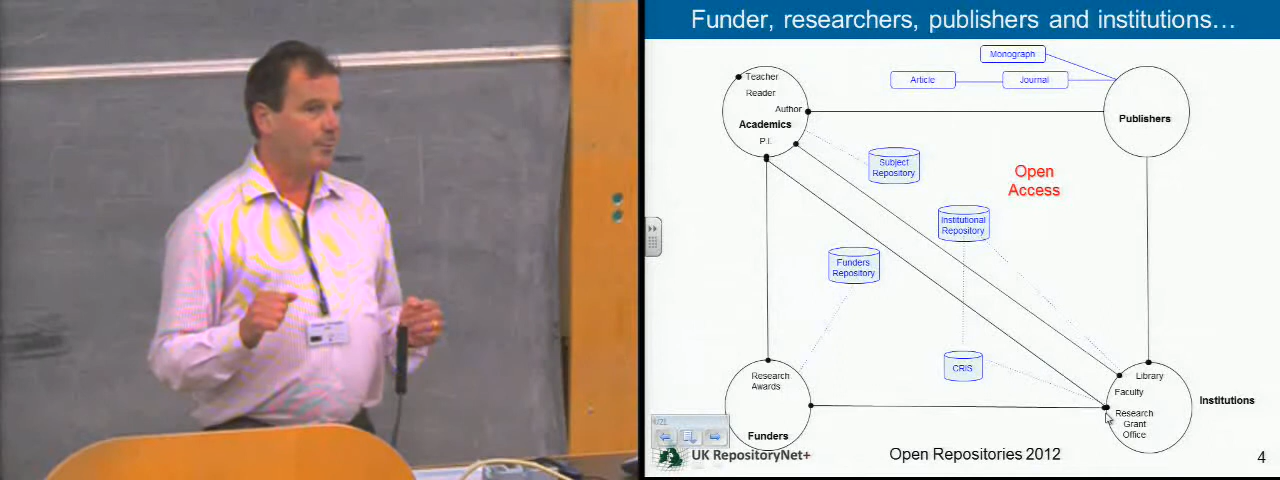 Funder, researchers, publishers and institutions…
Monograph
Article
Journal
Teacher
Reader
Author
Academics
P.I.
Publishers
Subject
Repository
Open
Access
Institutional
Repository
Funders
Repository
CRIS
Research
Awards
Funders
Library
Faculty
Research
Grant
Office
Institutions
UK RepositoryNet+
Open Repositories 2012
4